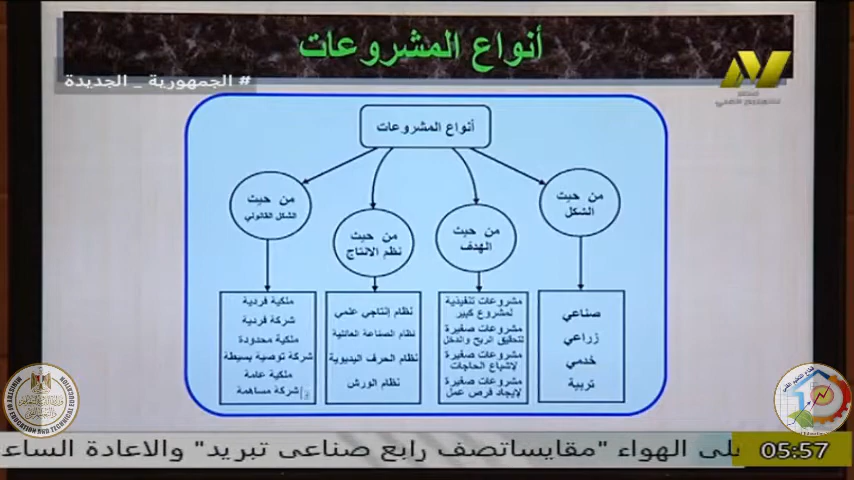 أنواع المشروعات
# الجمهورية _ الجديدة
أنواع المشروعات
من حيث
الشكل
من حيث
الهدف
من حيث
نظم الانتاج
من حيث
الشكل القانوني
صناعي
زراعي
خدمي
تربية
مشروعات تنفيذية
لمشروع كبير
مشروعات صغيرة
لتحقيق الربح والدخل
مشروعات صغيرة
لإشباع الحاجات
مشروعات صغيرة
لإيجاد فرص عمل
نظام إنتاجي علمي
نظام الصناعة العائلية
نظام الحرف اليدوية
نظام الورش
ملكية فردية
شركة فردية
ملكية محدودة
شركة توصية بسيطة
ملكية عامة
شركة مساهمة
الهواء "مقايساتصف رابع صناعى تبريد" والاعادة
05:57